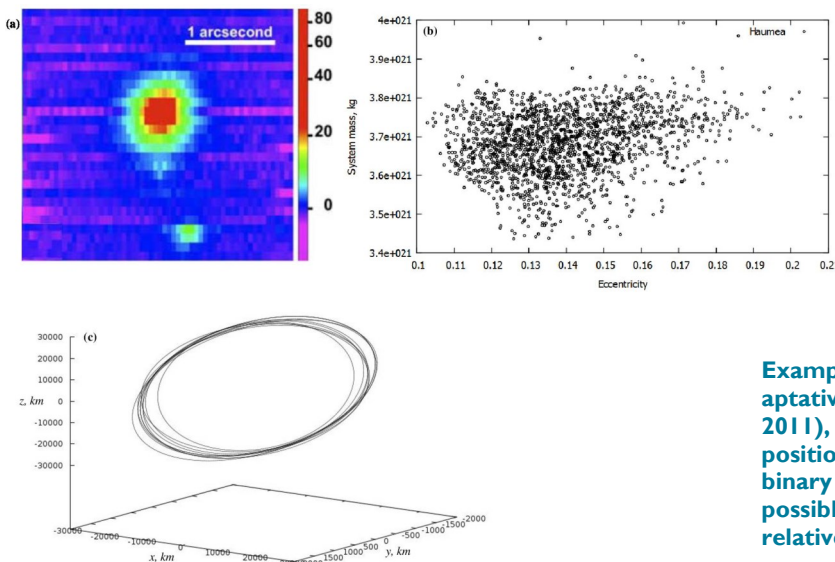 (a)
1 arcsecond
80
60
40
20
0
(b)
Haumea
System mass, kg
4e+021
3.9e+021
3.8e+021
3.7e+021
3.6e+021
3.5e+021
3.4e+021
0.1 0.11 0.12 0.13 0.14 0.15 0.16 0.17 0.18 0.19 0.2
Eccentricity
(c)
30000
20000
10000
z, km 0
-10000
-20000
-30000
-30000
-20000
-10000
x, km
0
10000
y, km
1000
500
0
-500
-1000
-1500
-2000
Examp
aptativ
2011),
positio
binary
possibl
relativ